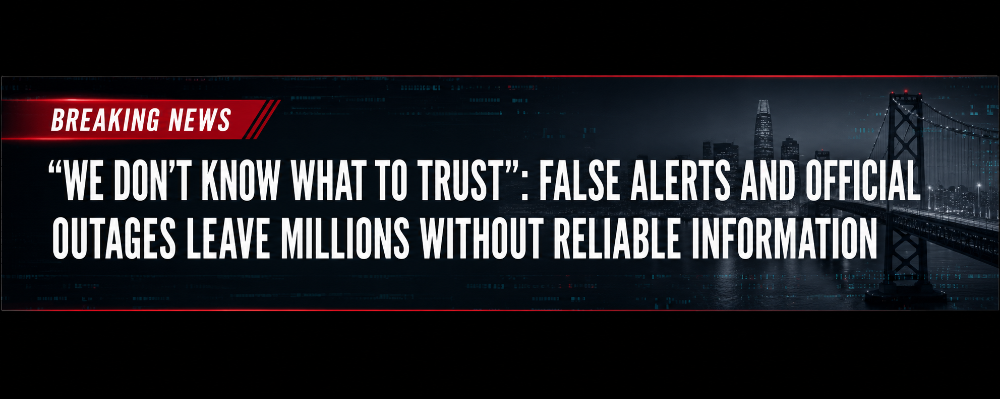 BREAKING NEWS
“WE DON’T KNOW WHAT TO TRUST”: FALSE ALERTS AND OFFICIAL
OUTAGES LEAVE MILLIONS WITHOUT RELIABLE INFORMATION